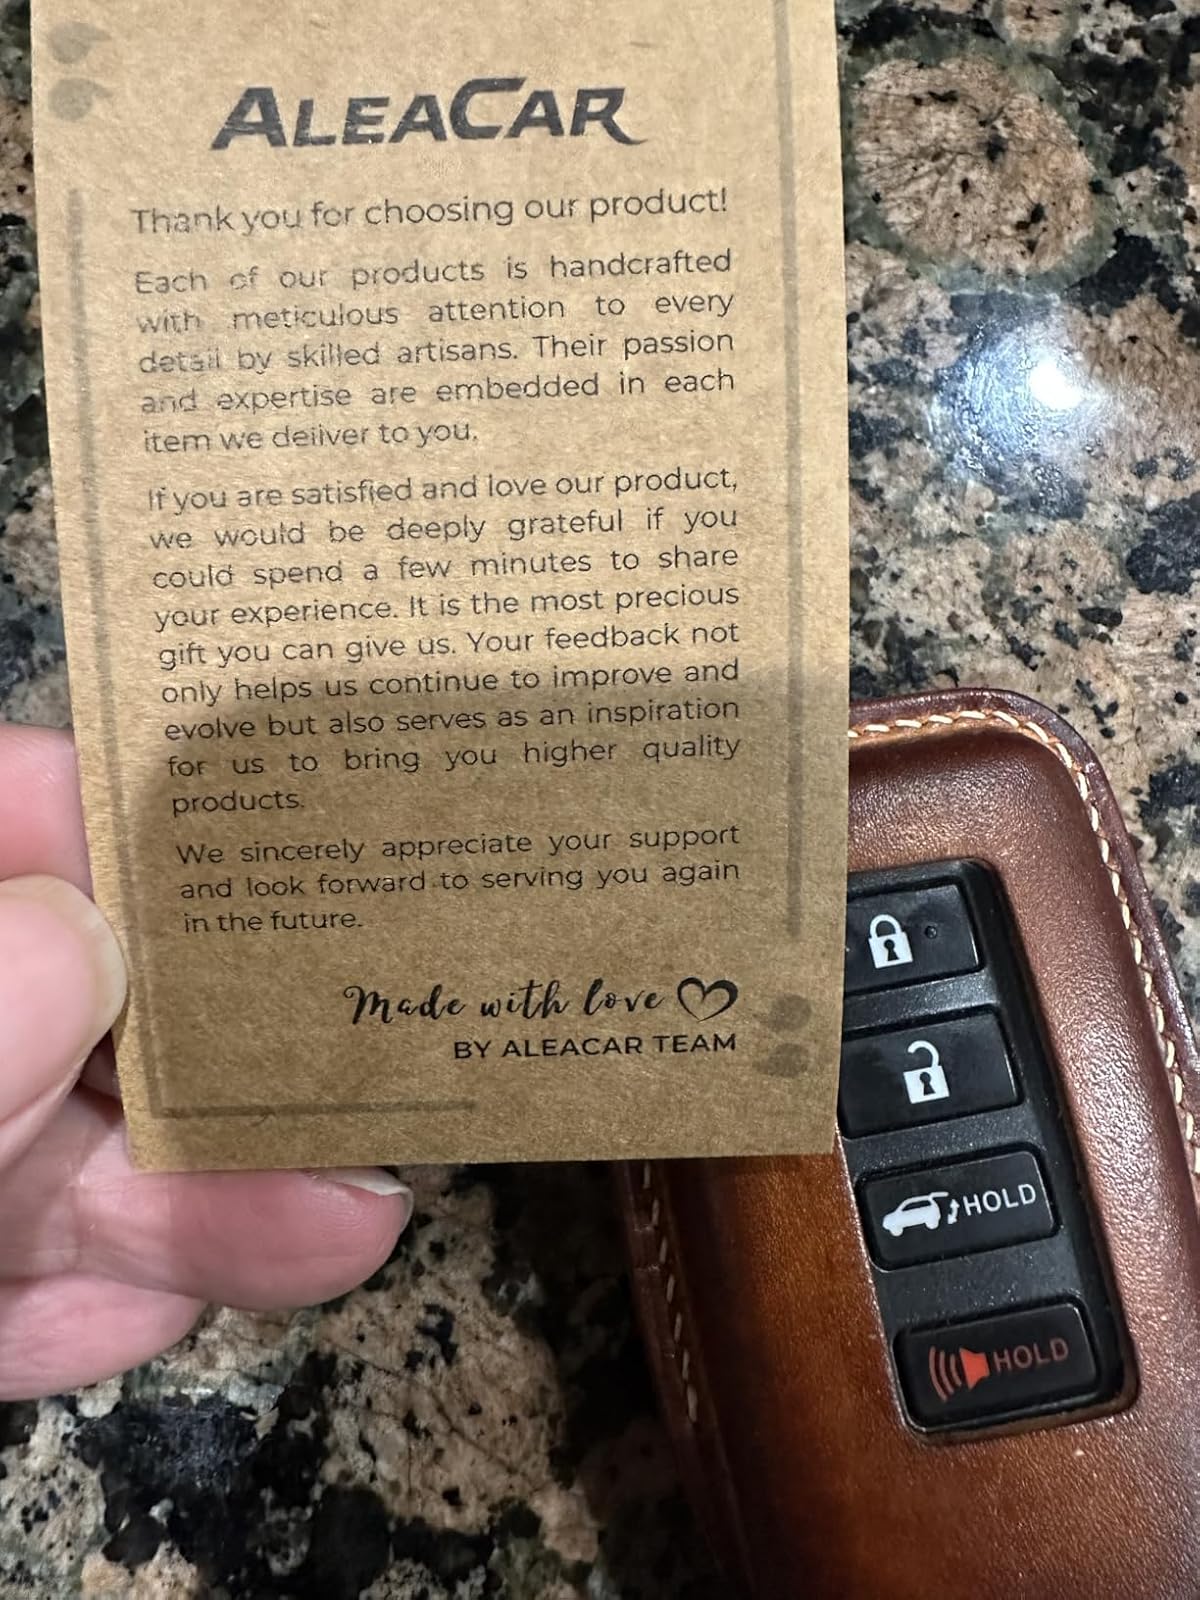 ALEACAR
Thank you for choosing our product!
Each of our products is handcrafted
with meticulous attention to every
detail by skilled artisans. Their passion
and expertise are embedded in each
item we deliver to you.
If you are satisfied and love our product,
we would be deeply grateful if you
could spend a few minutes to share
your experience. It is the most precious
gift you can give us. Your feedback not
only helps us continue to improve and
evolve but also serves as an inspiration
for us to bring you higher quality
products.
We sincerely appreciate your support
and look forward to serving you again
in the future.
Made with love
BY ALEACAR TEAM
HOLD
HOLD